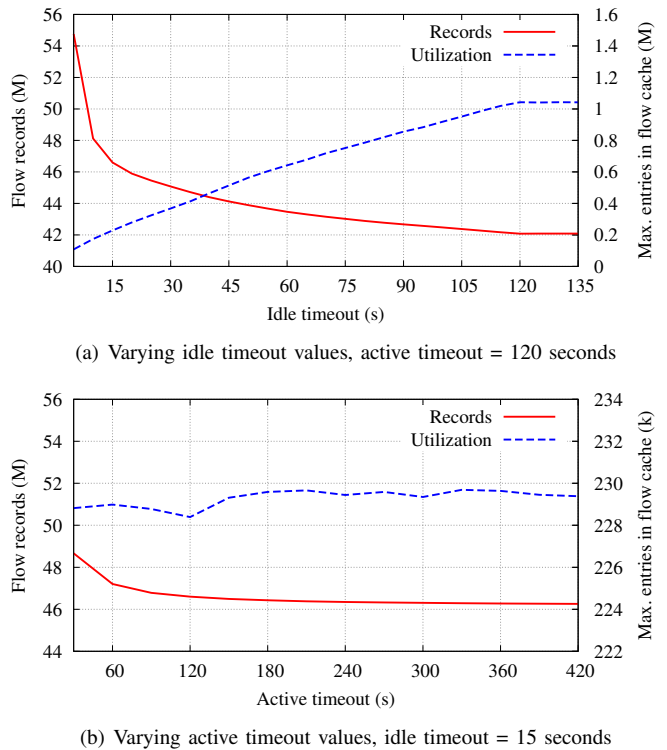 56
54
52
50
48
46
44
42
40
Flow records (M)
Records
Utilization
1.6
1.4
1.2
1
0.8
0.6
0.4
0.2
0
Max. entries in flow cache (M)
15 30 45 60 75 90 105 120 135
Idle timeout (s)
(a) Varying idle timeout values, active timeout = 120 seconds
56
54
52
50
48
46
44
Flow records (M)
Records
Utilization
234
232
230
228
226
224
222
Max. entries in flow cache (k)
60 120 180 240 300 360 420
Active timeout (s)
(b) Varying active timeout values, idle timeout = 15 seconds